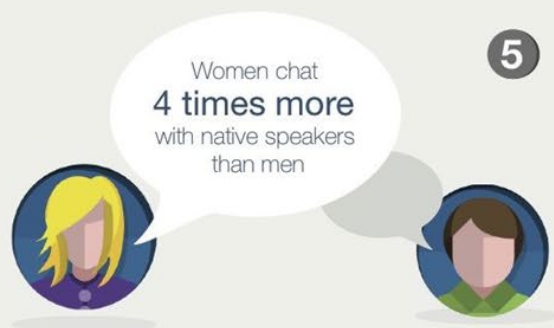 Women chat
4 times more
with native speakers
than men
5